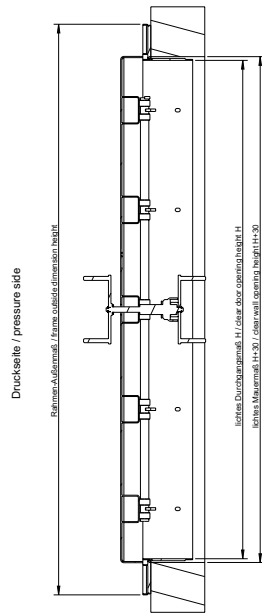 Druckseite / pressure side
Rahmen-Außenmaß / frame outside dimension height
lichtes Durchgangsmaß H / clear door opening height H
lichtes Mauermaß H+30 / clear wall opening height H+30